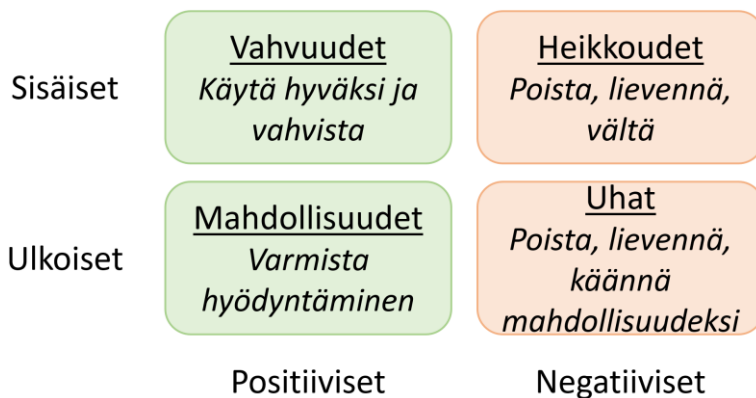 Sisäiset
Vahvuudet
Käytä hyväksi ja
vahvista
Heikkoudet
Poista, lievennä,
vältä
Ulkoiset
Mahdollisuudet
Varmista
hyödyntäminen
Uhat
Poista, lievennä,
käännä
mahdollisuudeksi
Positiiviset
Negatiiviset